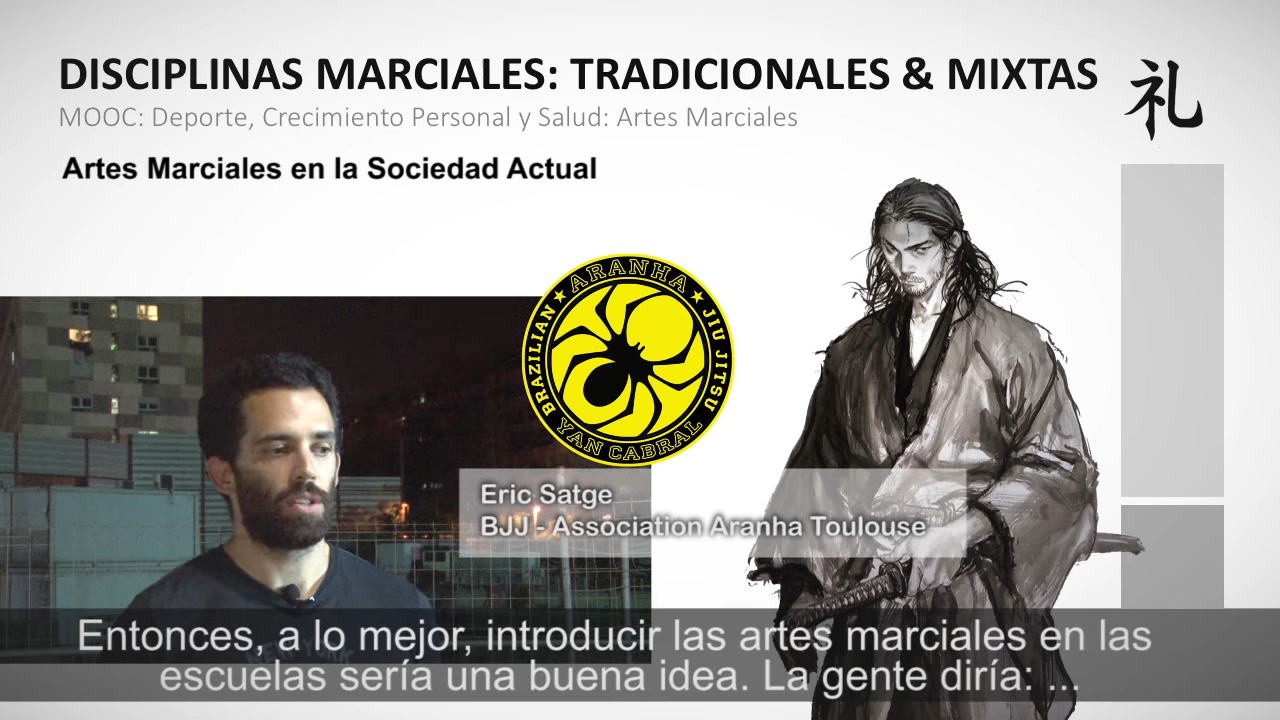 DISCIPLINAS MARCIALES: TRADICIONALES & MIXTAS
礼
MOOC: Deporte, Crecimiento Personal y Salud: Artes Marciales
Artes Marciales en la Sociedad Actual
ARANHA
BRAZILIAN
JIU JITSU
YAN CABRAL
Eric Satge
BJJ - Association Aranha Toulouse
Entonces, a lo mejor, introducir las artes marciales en las
escuelas sería una buena idea. La gente diría: ...